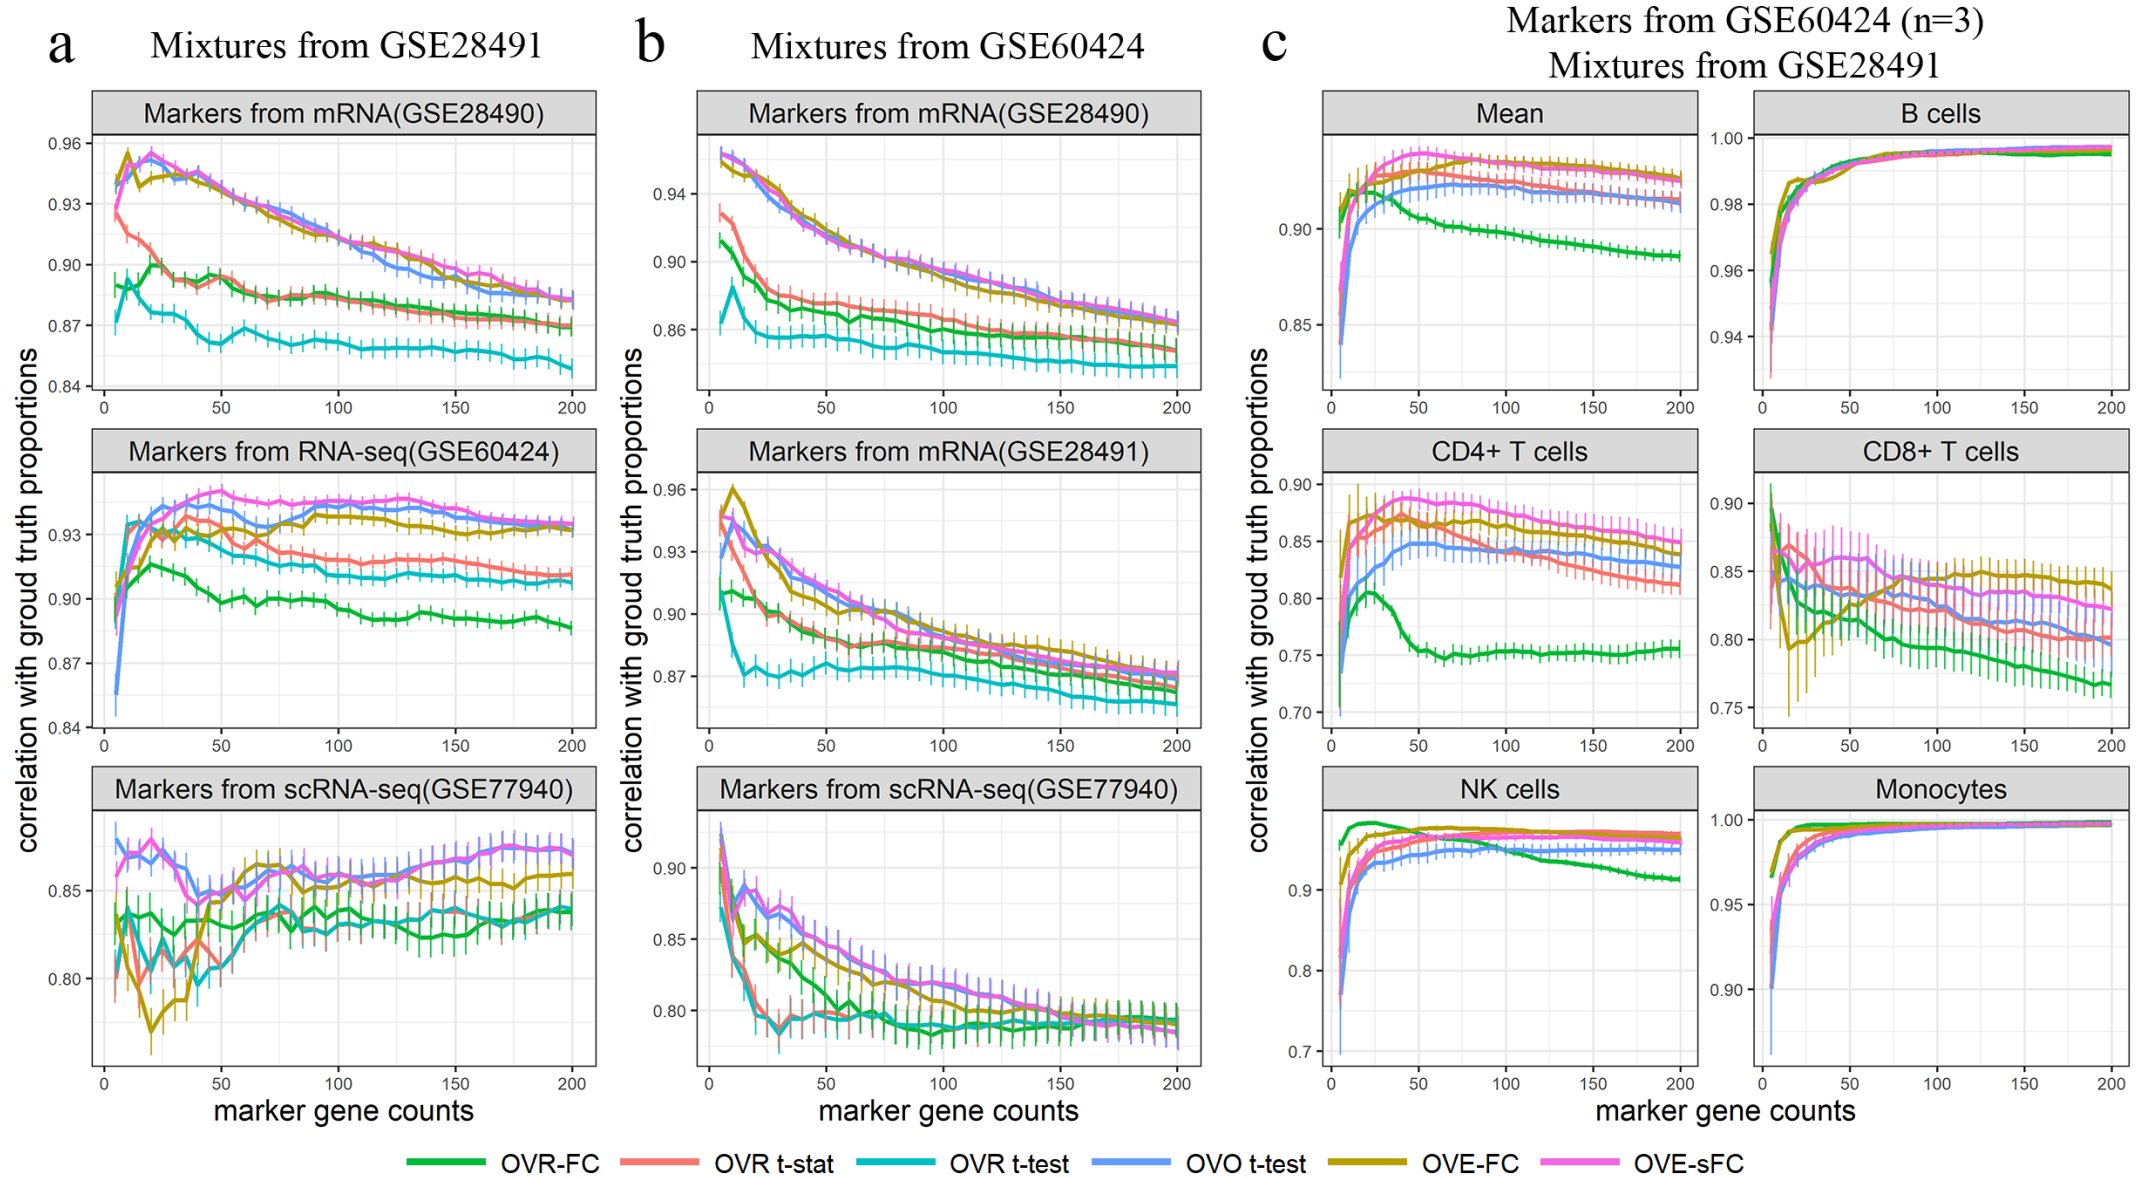 a Mixtures from GSE28491
b Mixtures from GSE60424
c Markers from GSE60424 (n=3)
Mixtures from GSE28491
correlation with groud truth proportions
Markers from mRNA(GSE28490)
0.96
0.93
0.90
0.87
0.84
0 50 100 150 200
Markers from RNA-seq(GSE60424)
0.93
0.90
0.87
0.84
0 50 100 150 200
Markers from scRNA-seq(GSE77940)
0.85
0.80
0 50 100 150 200
marker gene counts
correlation with groud truth proportions
Markers from mRNA(GSE28490)
0.94
0.90
0.86
0 50 100 150 200
Markers from mRNA(GSE28491)
0.96
0.93
0.90
0.87
0 50 100 150 200
Markers from scRNA-seq(GSE77940)
0.90
0.85
0.80
0 50 100 150 200
marker gene counts
correlation with groud truth proportions
Mean
0.90
0.85
0 50 100 150 200
B cells
1.00
0.98
0.96
0.94
0 50 100 150 200
CD4+ T cells
0.90
0.85
0.80
0.75
0.70
0 50 100 150 200
CD8+ T cells
0.90
0.85
0.80
0.75
0 50 100 150 200
NK cells
0.9
0.8
0.7
0 50 100 150 200
Monocytes
1.00
0.95
0.90
0 50 100 150 200
marker gene counts
OVR-FC OVR t-stat OVR t-test OVO t-test OVE-FC OVE-sFC